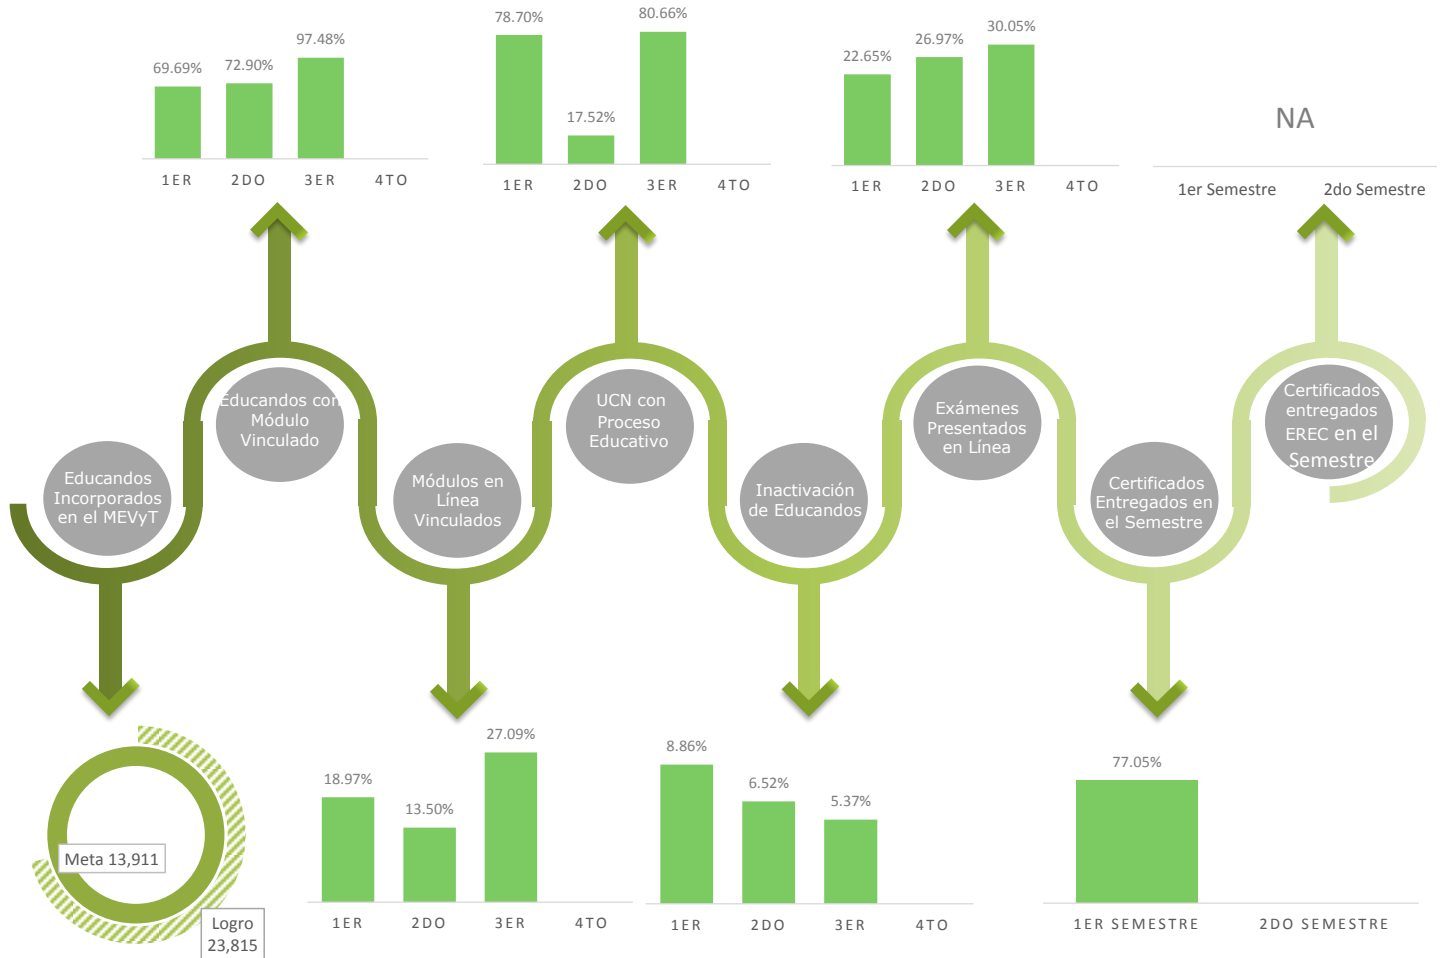 78.70%
80.66%
30.05%
97.48%
26.97%
22.65%
69.69%
72.90%
17.52%
NA
1ER
2DO
3ER
4TO
1ER
2DO
3ER
4TO
1ER
2DO
3ER
4TO
1er Semestre
2do Semestre
Educandos
Incorporados
en el MEVyT
Educandos con
Módulo
Vinculado
Módulos en
Línea
Vinculados
UCN con
Proceso
Educativo
Inactivación
de Educandos
Exámenes
Presentados
en Línea
Certificados
Entregados en
el Semestre
Certificados
entregados
EREC en el
Semestre
Meta 13,911
Logro
23,815
18.97%
13.50%
27.09%
1ER
2DO
3ER
4TO
8.86%
6.52%
5.37%
1ER
2DO
3ER
4TO
77.05%
1ER SEMESTRE
2DO SEMESTRE